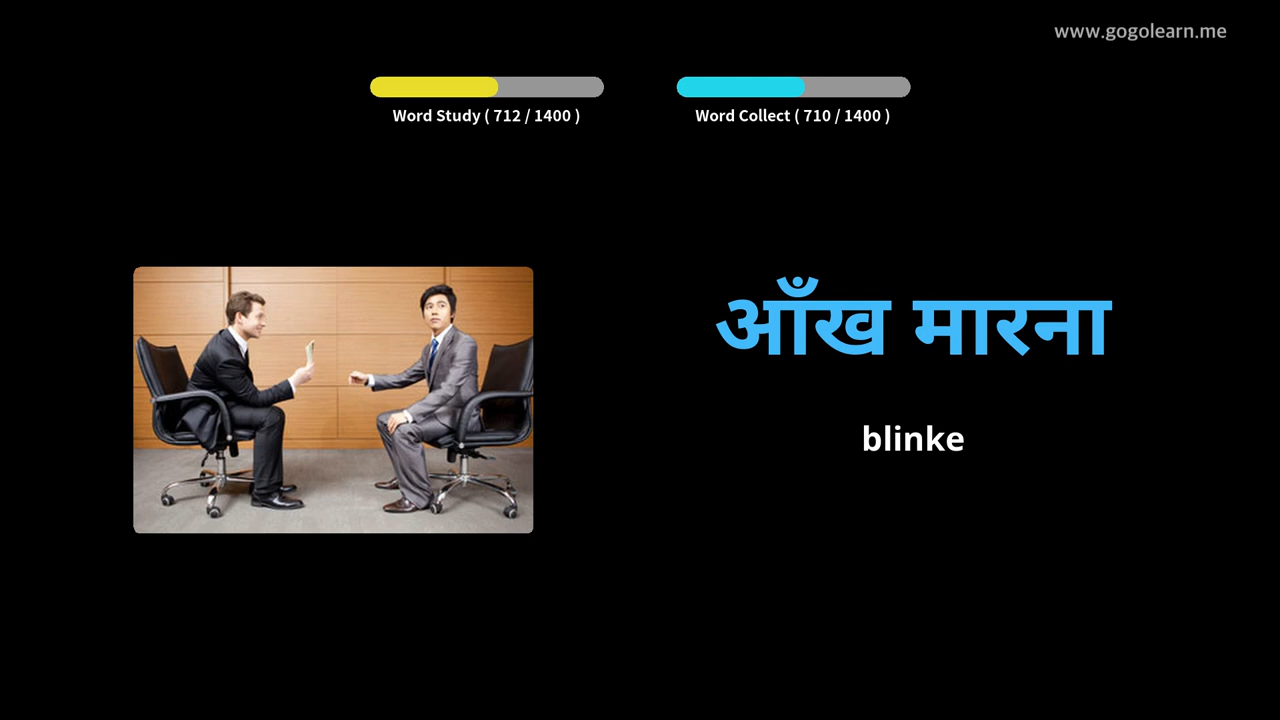 www.gogolearn.me
Word Study ( 712 / 1400 )
Word Collect ( 710 / 1400 )
आँख मारना
blinke